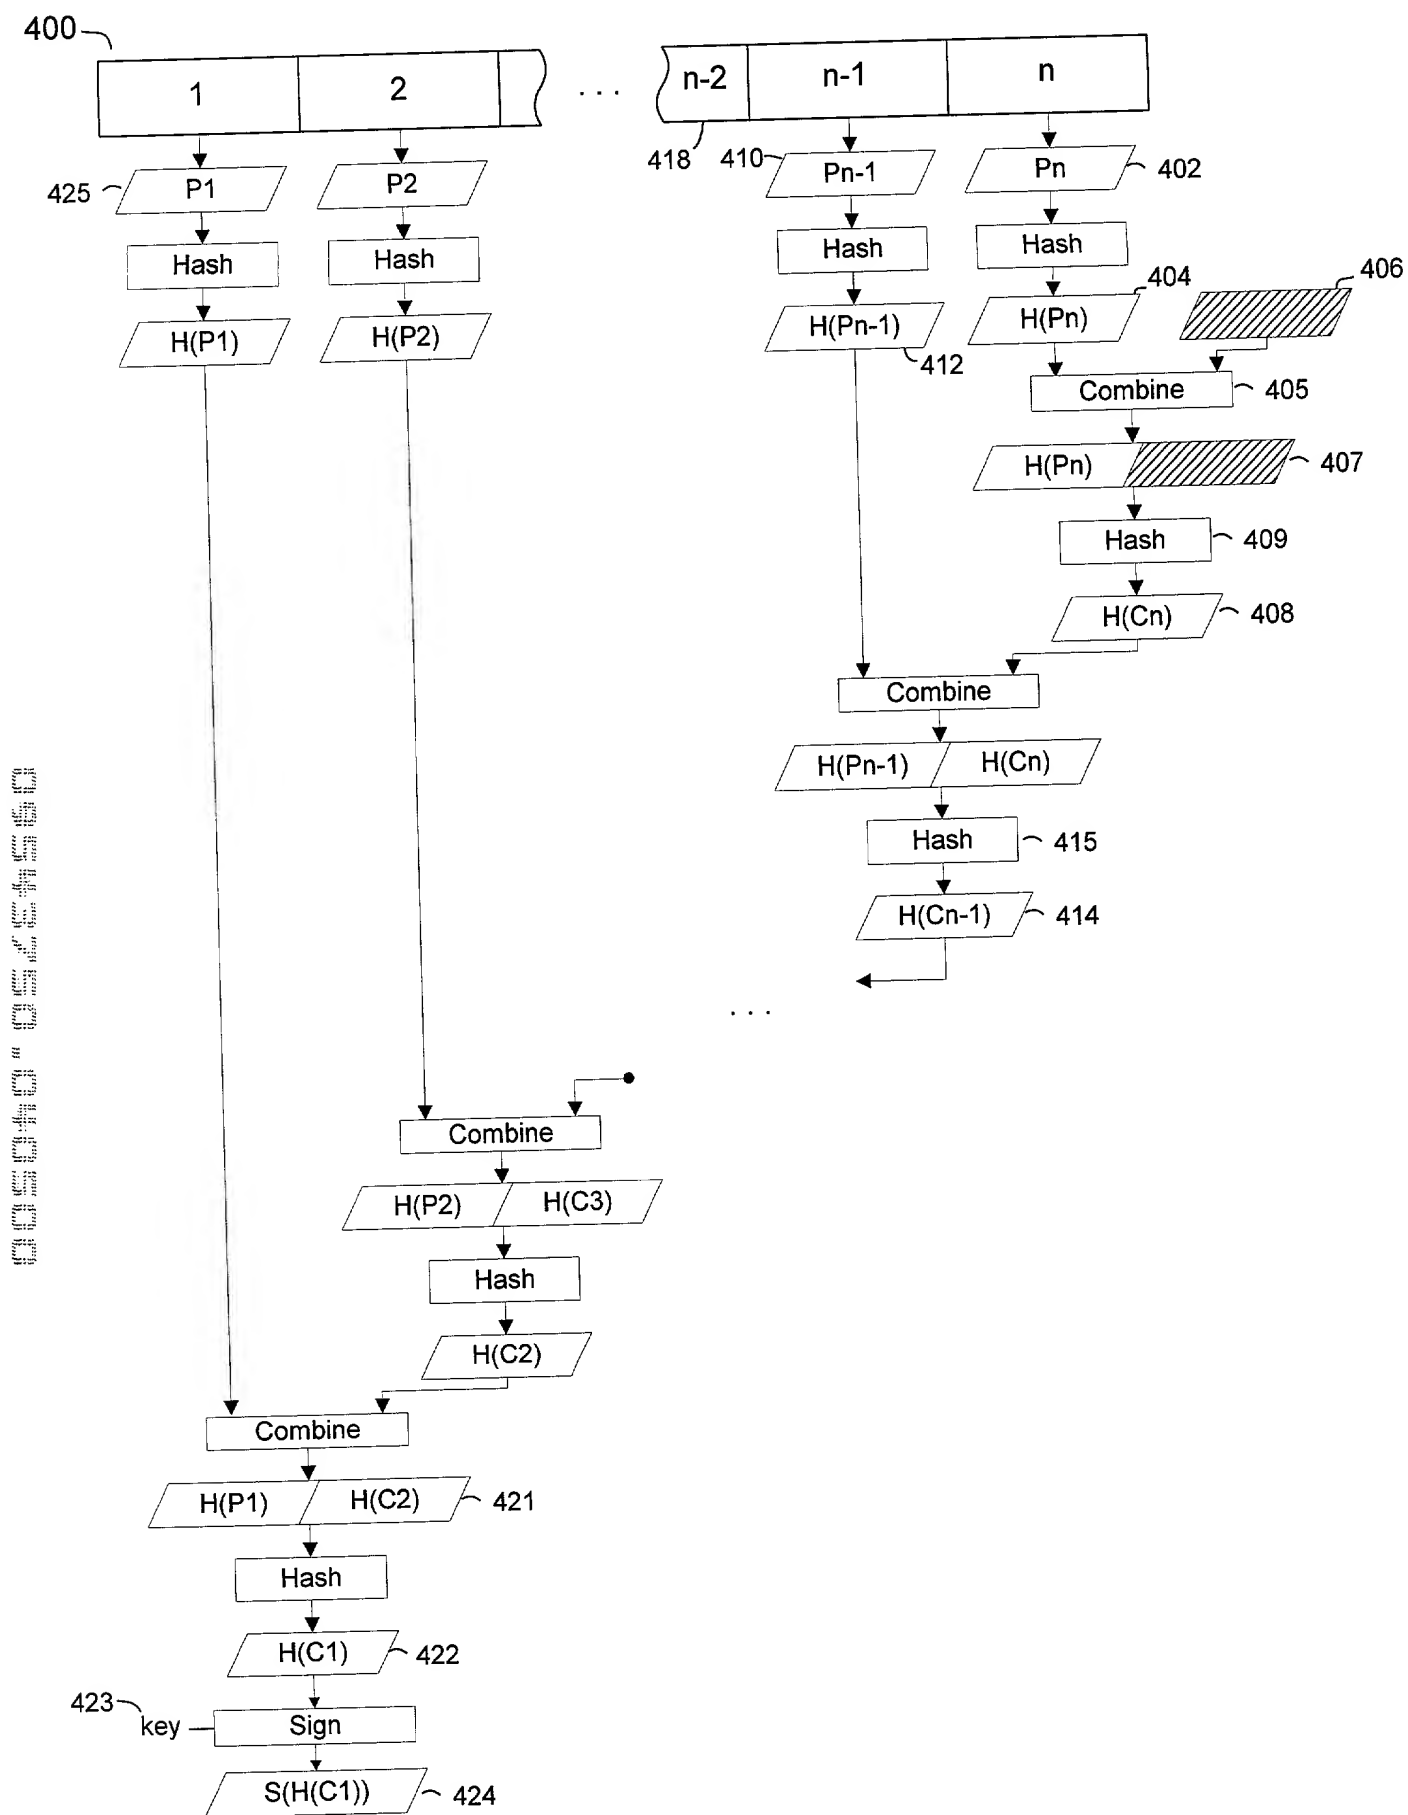 400
1 2 . . . n-2 n-1 n
418
425 P1 P2 410 Pn-1 Pn 402
Hash Hash Hash Hash
404 406
H(P1) H(P2) H(Pn-1) H(Pn)
412
Combine 405
H(Pn) 407
Hash 409
H(Cn) 408
Combine
H(Pn-1) H(Cn)
Hash 415
H(Cn-1) 414
. . .
Combine
H(P2) H(C3)
Hash
H(C2)
Combine
H(P1) H(C2) 421
Hash
H(C1) 422
423
key Sign
S(H(C1)) 424
09543750.040500